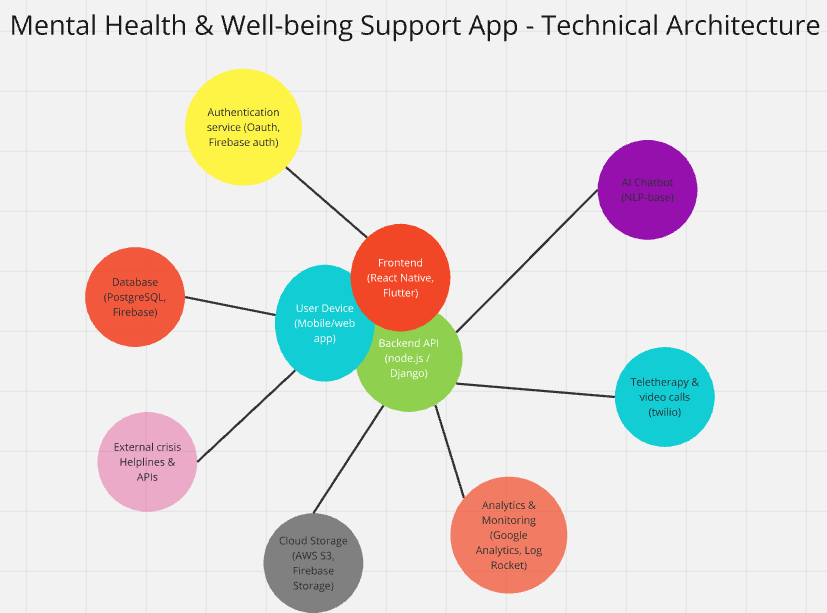 Mental Health & Well-being Support App - Technical Architecture
Authentication
service (Oauth,
Firebase auth)
AI Chatbot
(NLP-base)
Frontend
(React Native,
Flutter)
Database
(PostgreSQL,
Firebase)
User Device
(Mobile/web
app)
Backend API
(node.js /
Django)
Teletherapy &
video calls
(twilio)
External crisis
Helplines &
APIs
Cloud Storage
(AWS S3,
Firebase
Storage)
Analytics &
Monitoring
(Google
Analytics, Log
Rocket)